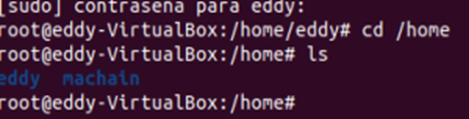 [sudo] contraseña para eddy:
root@eddy-VirtualBox:/home/eddy# cd /home
root@eddy-VirtualBox:/home# ls
eddy  machain
root@eddy-VirtualBox:/home#